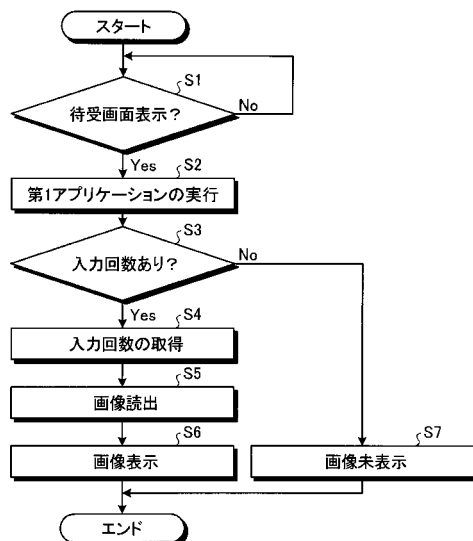 スタート
S1
待受画面表示？
No
Yes
S2
第1アプリケーションの実行
S3
入力回数あり？
No
Yes
S4
入力回数の取得
S5
画像読出
S6
画像表示
S7
画像未表示
エンド